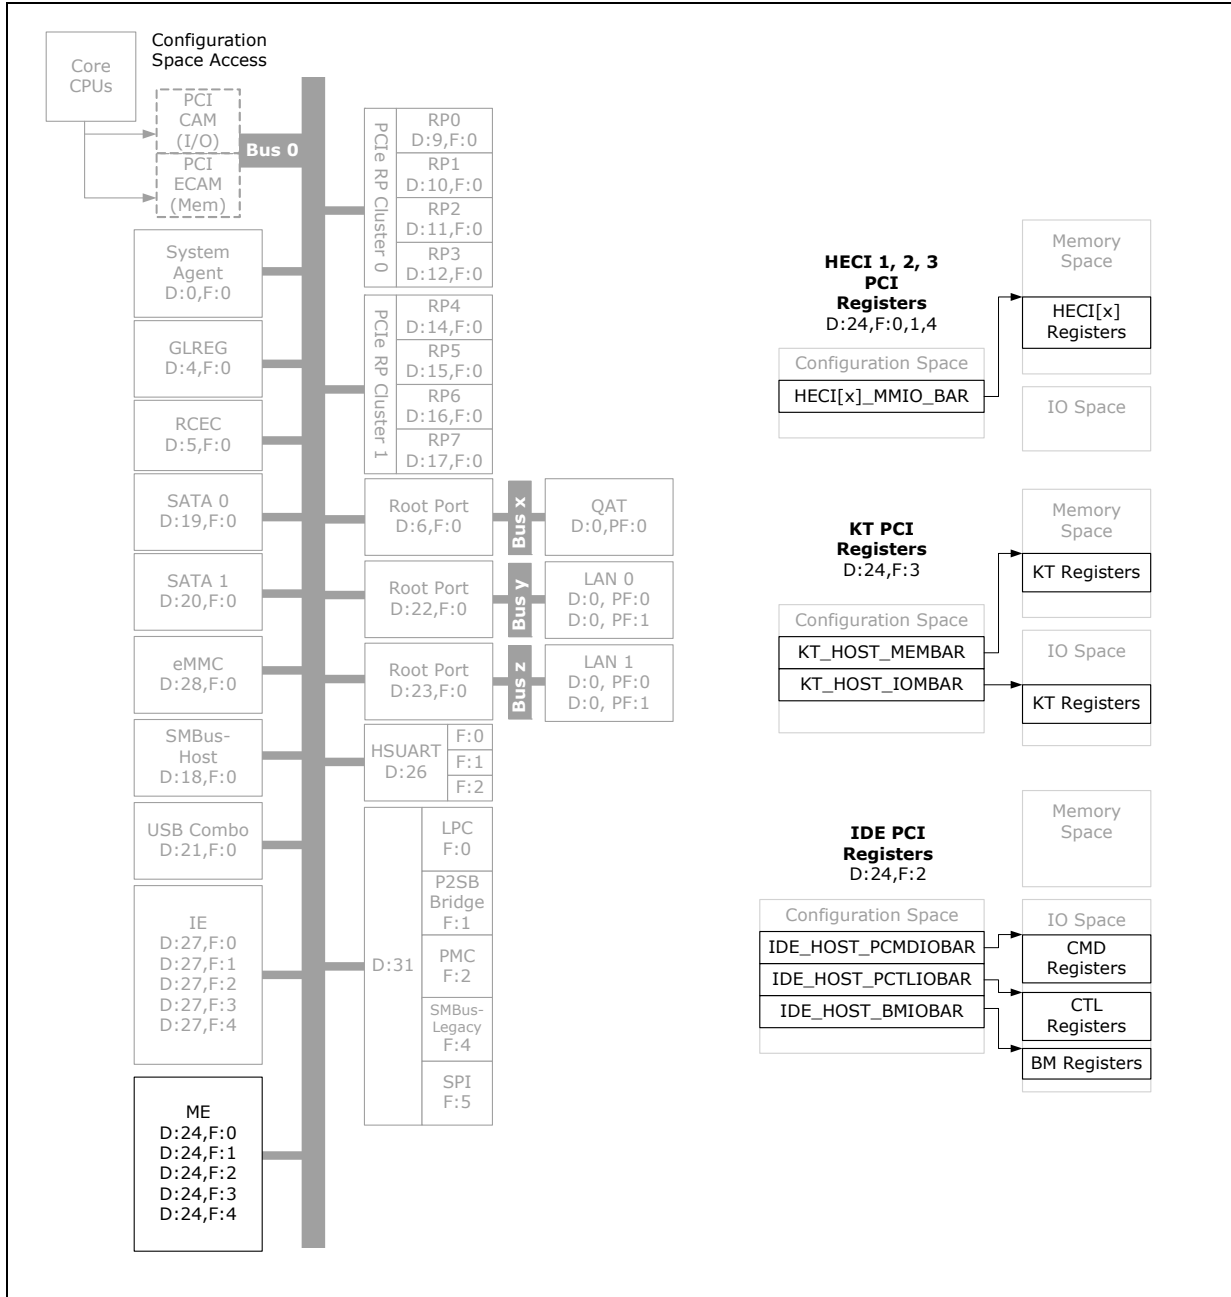 Configuration
Space Access
Core
CPUs
PCI
CAM
(I/O)
PCI
ECAM
(Mem)
Bus 0
System
Agent
D:0,F:0
GLREG
D:4,F:0
RCEC
D:5,F:0
SATA 0
D:19,F:0
SATA 1
D:20,F:0
eMMC
D:28,F:0
SMBus-
Host
D:18,F:0
USB Combo
D:21,F:0
IE
D:27,F:0
D:27,F:1
D:27,F:2
D:27,F:3
D:27,F:4
ME
D:24,F:0
D:24,F:1
D:24,F:2
D:24,F:3
D:24,F:4
PCIe RP Cluster 0
RP0
D:9,F:0
RP1
D:10,F:0
RP2
D:11,F:0
RP3
D:12,F:0
PCIe RP Cluster 1
RP4
D:14,F:0
RP5
D:15,F:0
RP6
D:16,F:0
RP7
D:17,F:0
Root Port
D:6,F:0
Bus x
QAT
D:0,PF:0
Root Port
D:22,F:0
Bus y
LAN 0
D:0, PF:0
D:0, PF:1
Root Port
D:23,F:0
Bus z
LAN 1
D:0, PF:0
D:0, PF:1
HSUART
D:26
F:0
F:1
F:2
D:31
LPC
F:0
P2SB
Bridge
F:1
PMC
F:2
SMBus-
Legacy
F:4
SPI
F:5
HECI 1, 2, 3
PCI
Registers
D:24,F:0,1,4
Configuration Space
HECI[x]_MMIO_BAR
Memory
Space
HECI[x]
Registers
IO Space
KT PCI
Registers
D:24,F:3
Configuration Space
KT_HOST_MEMBAR
KT_HOST_IOMBAR
Memory
Space
KT Registers
IO Space
KT Registers
IDE PCI
Registers
D:24,F:2
Configuration Space
IDE_HOST_PCMDIOBAR
IDE_HOST_PCTLIOBAR
IDE_HOST_BMIOBAR
Memory
Space
IO Space
CMD
Registers
CTL
Registers
BM Registers